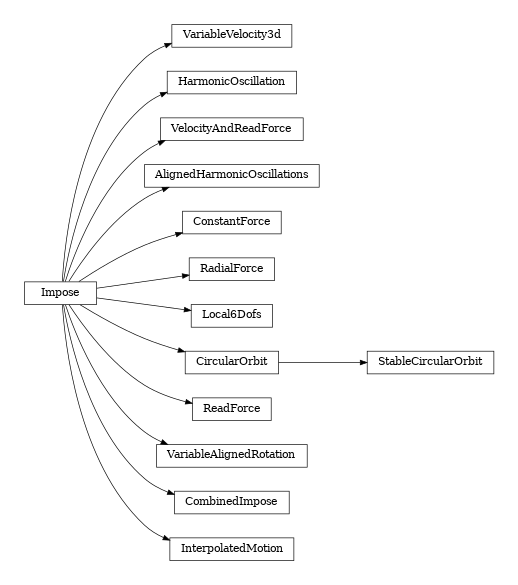 VariableVelocity3d
HarmonicOscillation
VelocityAndReadForce
AlignedHarmonicOscillations
ConstantForce
RadialForce
Impose
Local6Dofs
CircularOrbit
StableCircularOrbit
ReadForce
VariableAlignedRotation
CombinedImpose
InterpolatedMotion